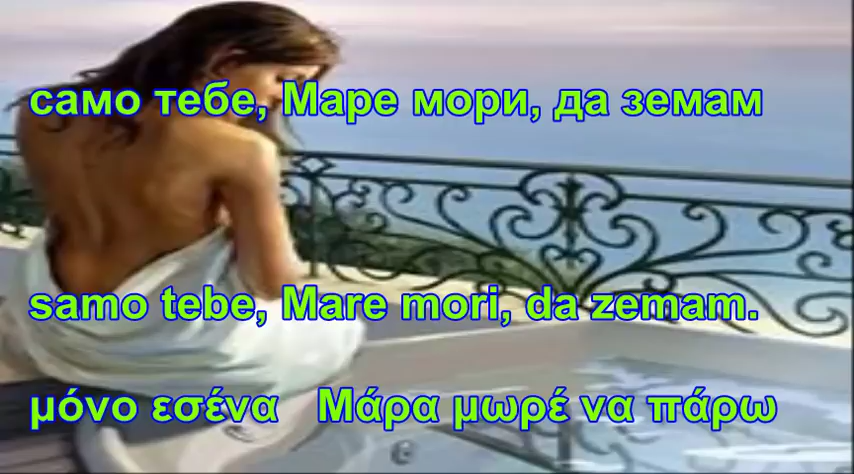 само тебе, Маре мори, да земам
samo tebe, Mare mori, da zemam.
μόνο εσένα Μάρα μωρέ να πάρω